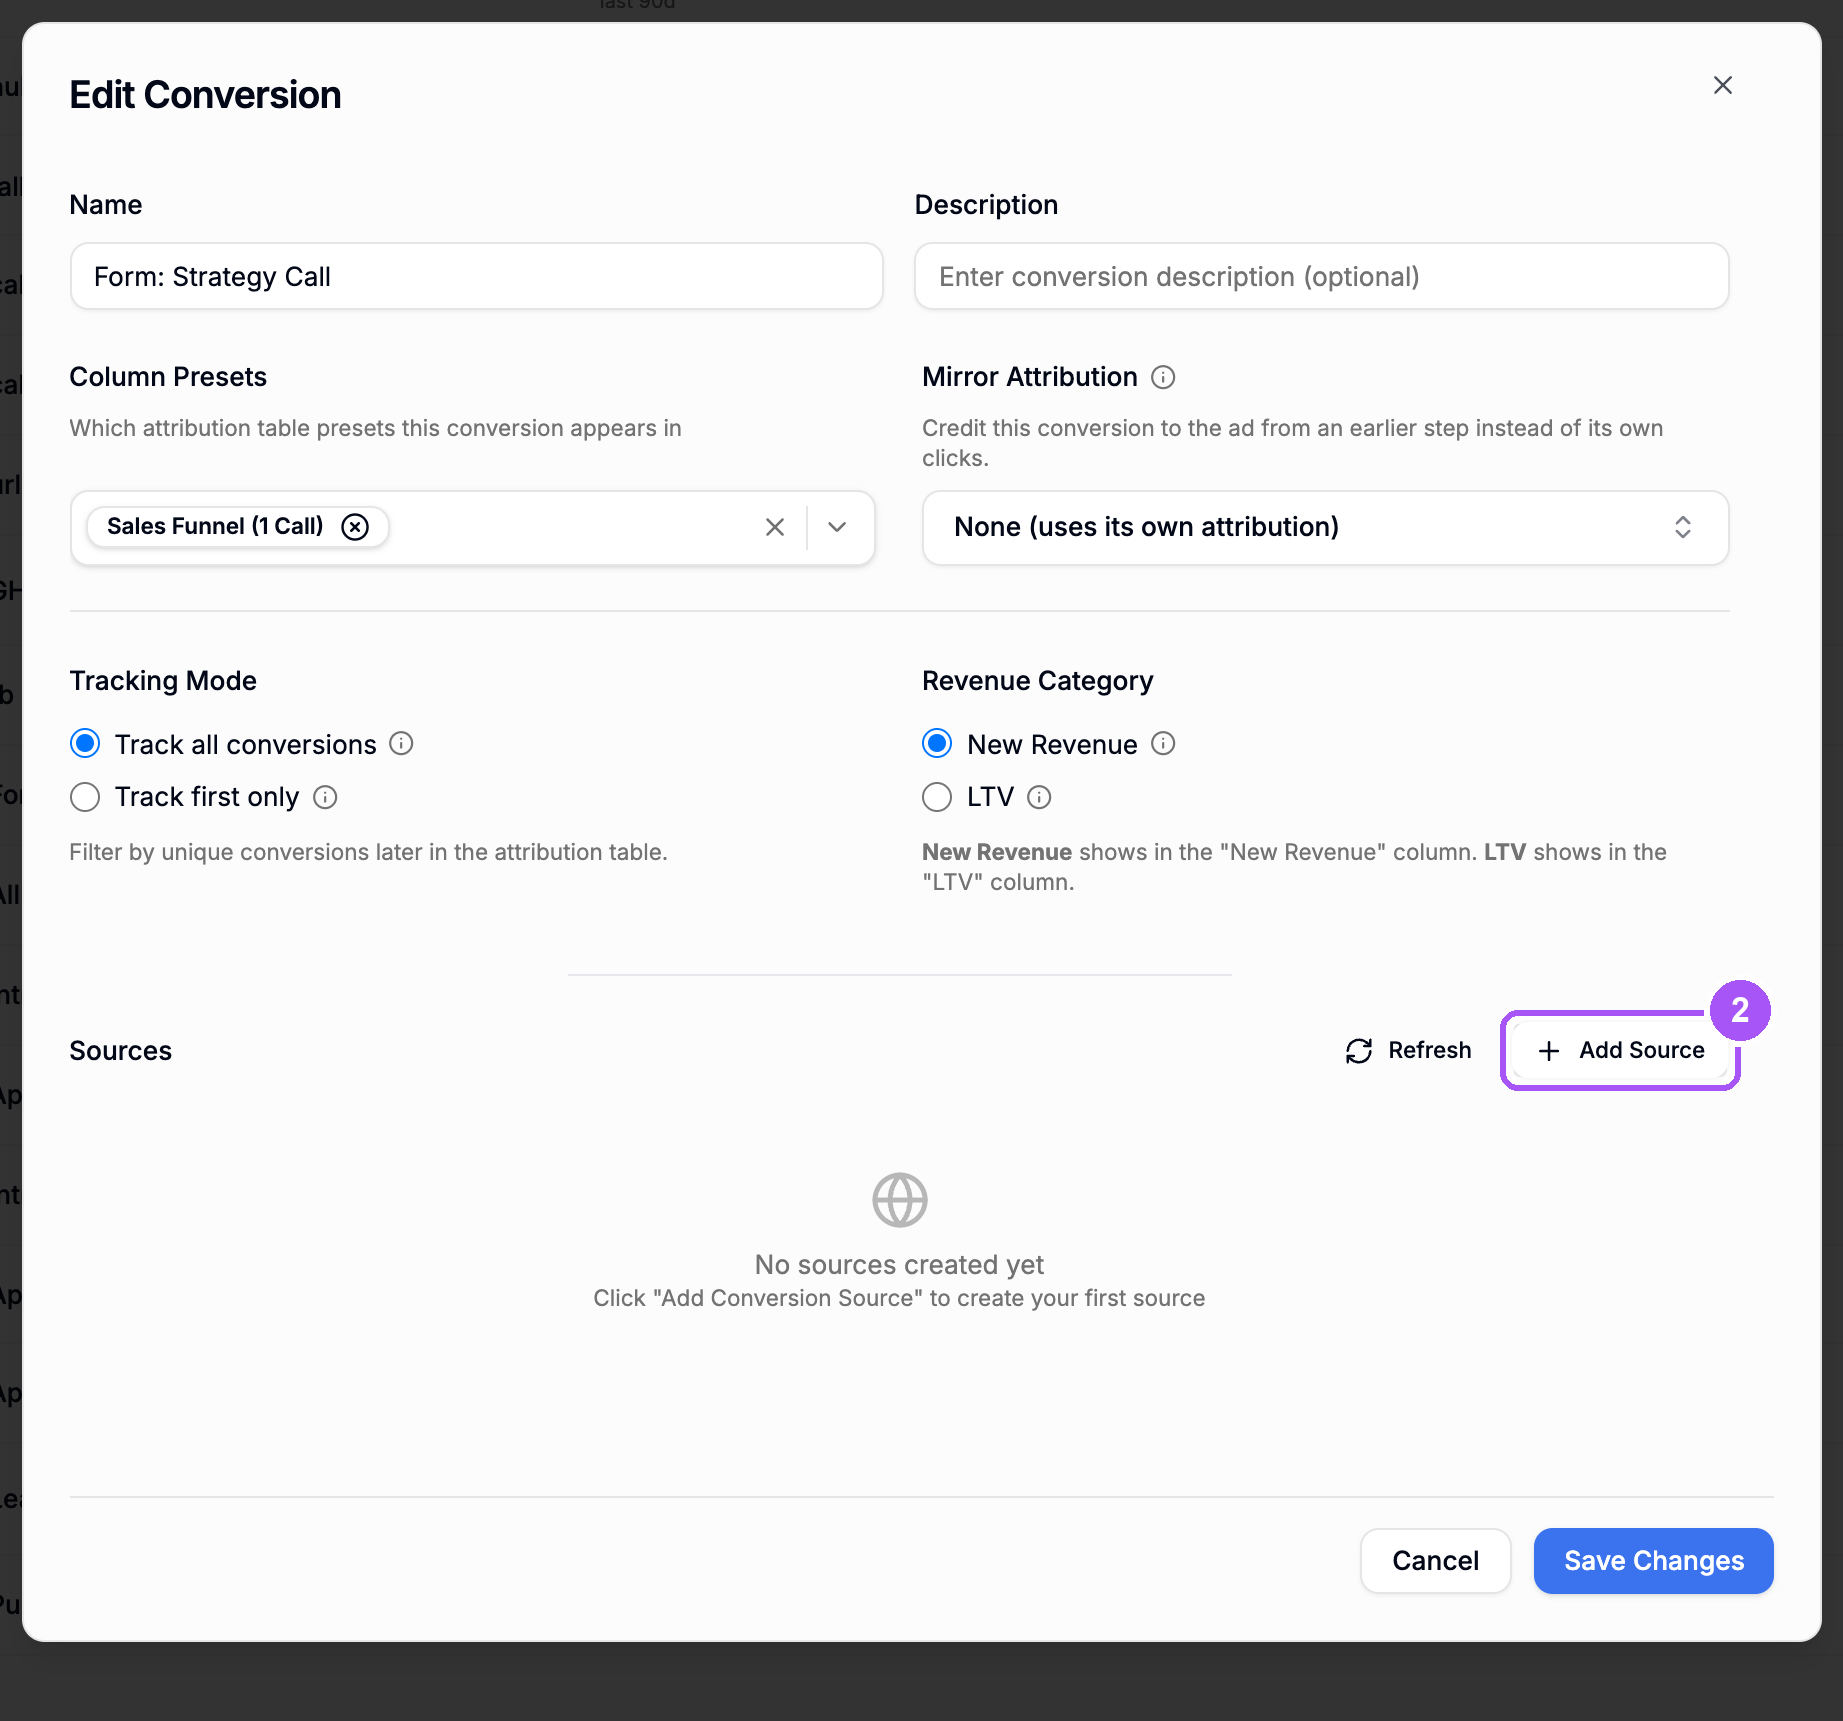 last 90d
Edit Conversion
Name
Description
Form: Strategy Call
Enter conversion description (optional)
Column Presets
Mirror Attribution
Which attribution table presets this conversion appears in
Credit this conversion to the ad from an earlier step instead of its own
clicks.
Sales Funnel (1 Call)
None (uses its own attribution)
Tracking Mode
Revenue Category
Track all conversions
New Revenue
Track first only
LTV
Filter by unique conversions later in the attribution table.
New Revenue shows in the "New Revenue" column. LTV shows in the
"LTV" column.
2
Sources
Refresh
+ Add Source
No sources created yet
Click "Add Conversion Source" to create your first source
Cancel
Save Changes